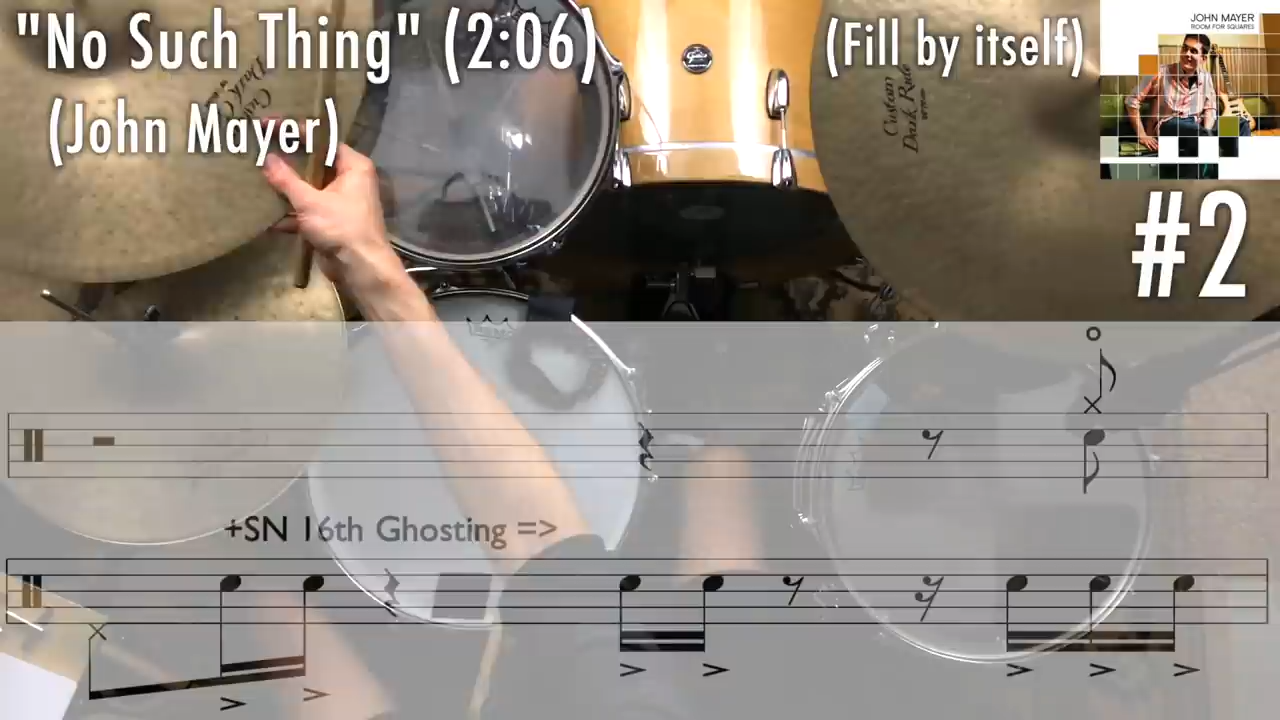 "No Such Thing" (2:06)
(John Mayer)
(Fill by itself)
JOHN MAYER
ROOM FOR SQUARES
#2
Custom
Dark Ride
+SN 16th Ghosting =>